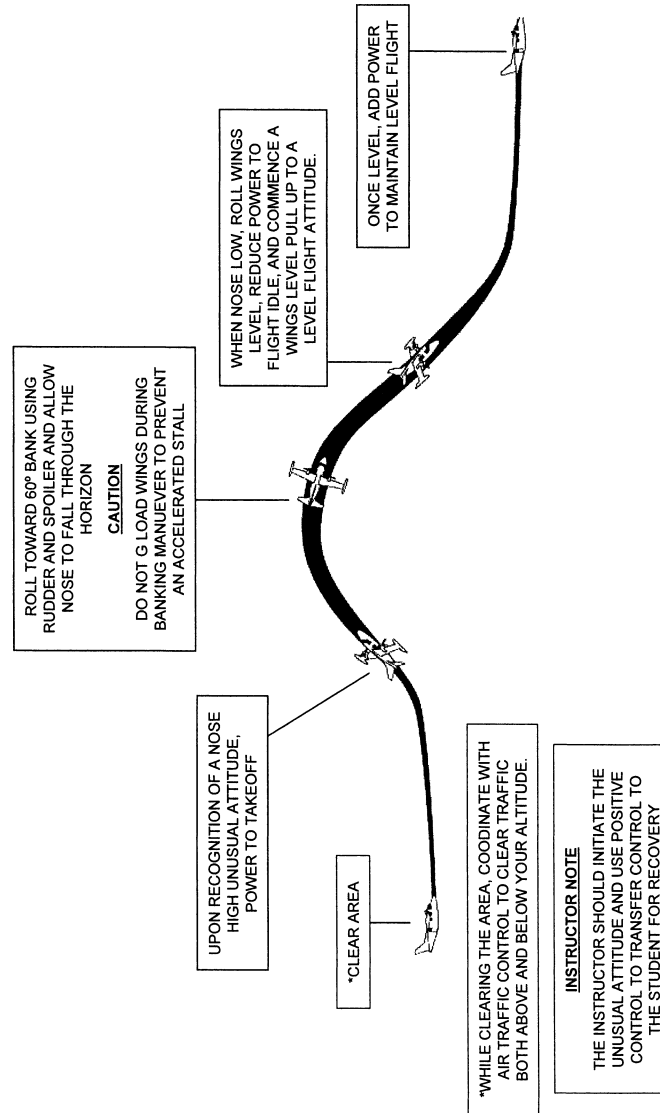 *CLEAR AREA
UPON RECOGNITION OF A NOSE
HIGH UNUSUAL ATTITUDE,
POWER TO TAKEOFF
ROLL TOWARD 60º BANK USING
RUDDER AND SPOILER AND ALLOW
NOSE TO FALL THROUGH THE
HORIZON
CAUTION
DO NOT G LOAD WINGS DURING
BANKING MANUEVER TO PREVENT
AN ACCELERATED STALL
WHEN NOSE LOW, ROLL WINGS
LEVEL, REDUCE POWER TO
FLIGHT IDLE, AND COMMENCE A
WINGS LEVEL PULL UP TO A
LEVEL FLIGHT ATTITUDE.
ONCE LEVEL, ADD POWER
TO MAINTAIN LEVEL FLIGHT
*WHILE CLEARING THE AREA, COODINATE WITH
AIR TRAFFIC CONTROL TO CLEAR TRAFFIC
BOTH ABOVE AND BELOW YOUR ALTITUDE.
INSTRUCTOR NOTE
THE INSTRUCTOR SHOULD INITIATE THE
UNUSUAL ATTITUDE AND USE POSITIVE
CONTROL TO TRANSFER CONTROL TO
THE STUDENT FOR RECOVERY